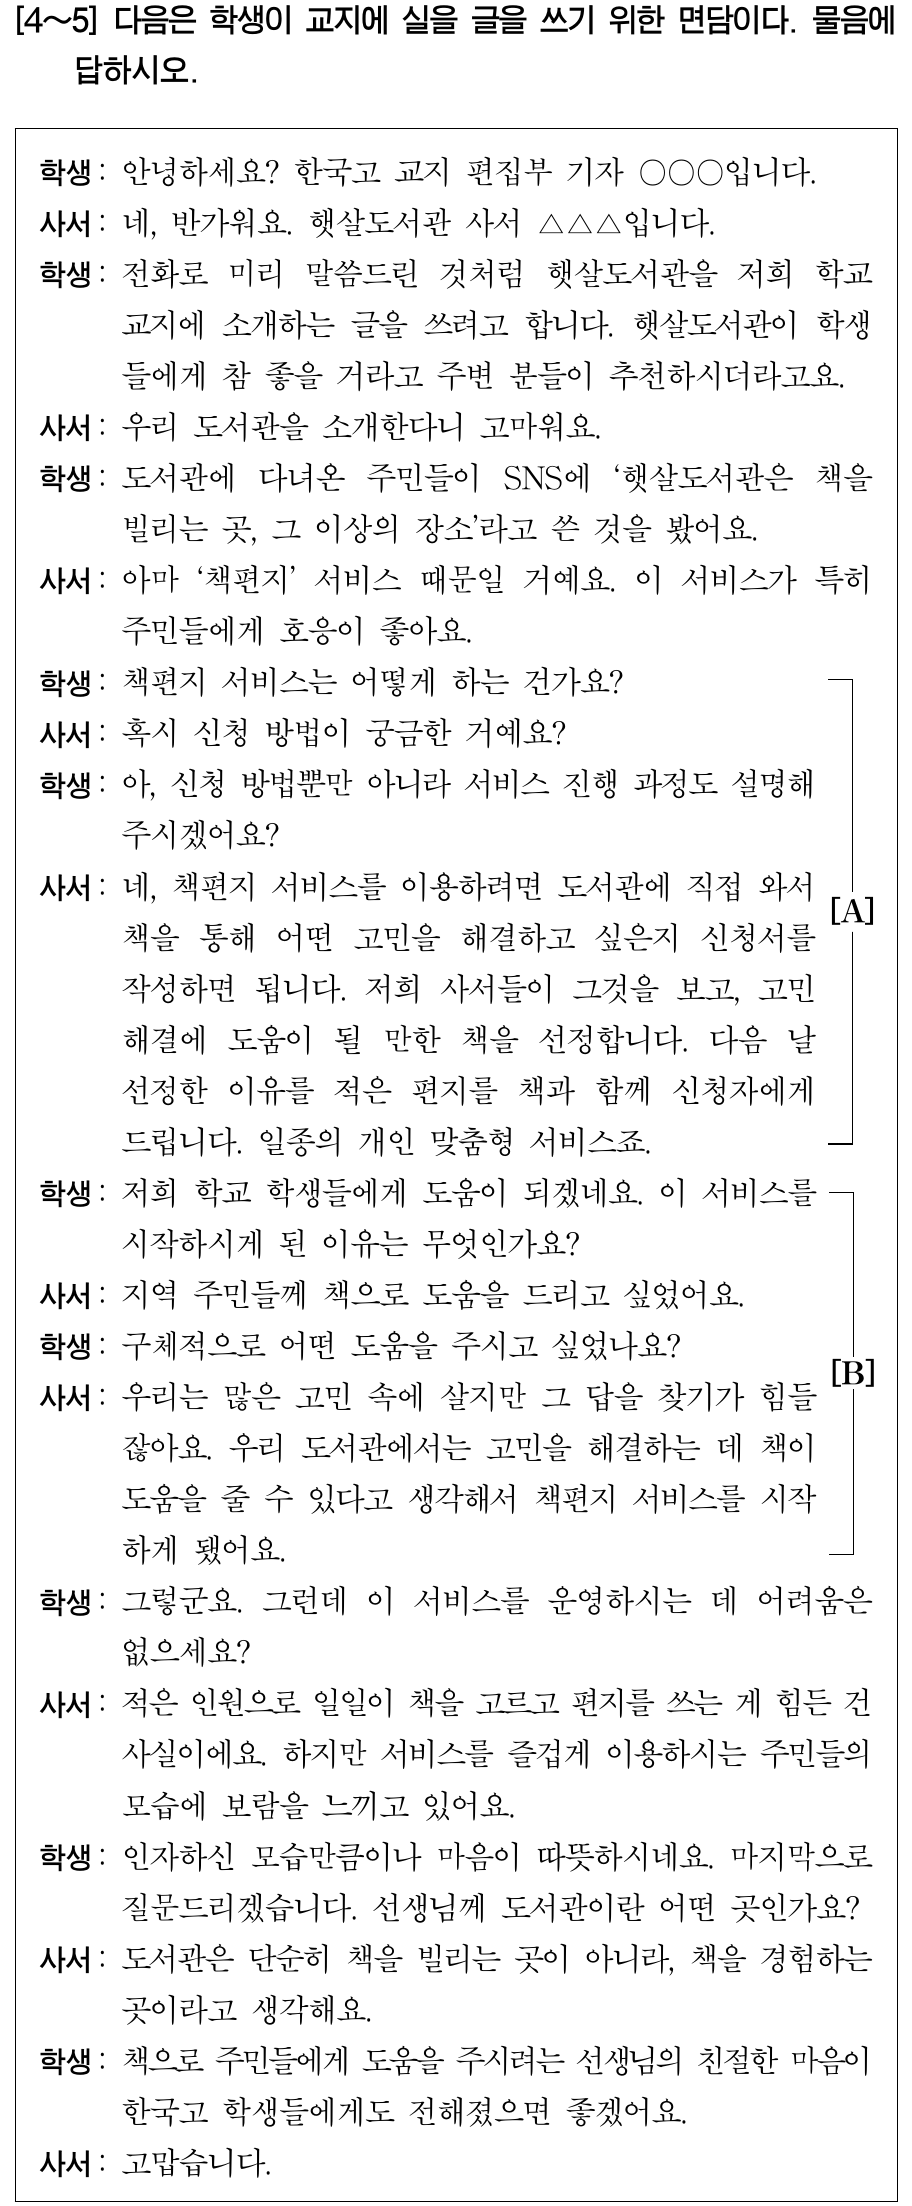 [4～5] 다음은 학생이 교지에 실을 글을 쓰기 위한 면담이다. 물음에
답하시오.
학생 : 안녕하세요? 한국고 교지 편집부 기자 ○○○입니다.
사서 : 네, 반가워요. 햇살도서관 사서 △△△입니다.
학생 : 전화로 미리 말씀드린 것처럼 햇살도서관을 저희 학교
교지에 소개하는 글을 쓰려고 합니다. 햇살도서관이 학생
들에게 참 좋을 거라고 주변 분들이 추천하시더라고요.
사서 : 우리 도서관을 소개한다니 고마워요.
학생 : 도서관에 다녀온 주민들이 SNS에 ‘햇살도서관은 책을
빌리는 곳, 그 이상의 장소’라고 쓴 것을 봤어요.
사서 : 아마 ‘책편지’ 서비스 때문일 거예요. 이 서비스가 특히
주민들에게 호응이 좋아요.
학생 : 책편지 서비스는 어떻게 하는 건가요?
사서 : 혹시 신청 방법이 궁금한 거예요?
학생 : 아, 신청 방법뿐만 아니라 서비스 진행 과정도 설명해
주시겠어요?
사서 : 네, 책편지 서비스를 이용하려면 도서관에 직접 와서
[A]
책을 통해 어떤 고민을 해결하고 싶은지 신청서를
작성하면 됩니다. 저희 사서들이 그것을 보고, 고민
해결에 도움이 될 만한 책을 선정합니다. 다음 날
선정한 이유를 적은 편지를 책과 함께 신청자에게
드립니다. 일종의 개인 맞춤형 서비스죠.
학생 : 저희 학교 학생들에게 도움이 되겠네요. 이 서비스를
시작하시게 된 이유는 무엇인가요?
사서 : 지역 주민들께 책으로 도움을 드리고 싶었어요.
학생 : 구체적으로 어떤 도움을 주시고 싶었나요?
[B]
사서 : 우리는 많은 고민 속에 살지만 그 답을 찾기가 힘들
잖아요. 우리 도서관에서는 고민을 해결하는 데 책이
도움을 줄 수 있다고 생각해서 책편지 서비스를 시작
하게 됐어요.
학생 : 그렇군요. 그런데 이 서비스를 운영하시는 데 어려움은
없으세요?
사서 : 적은 인원으로 일일이 책을 고르고 편지를 쓰는 게 힘든 건
사실이에요. 하지만 서비스를 즐겁게 이용하시는 주민들의
모습에 보람을 느끼고 있어요.
학생 : 인자하신 모습만큼이나 마음이 따뜻하시네요. 마지막으로
질문드리겠습니다. 선생님께 도서관이란 어떤 곳인가요?
사서 : 도서관은 단순히 책을 빌리는 곳이 아니라, 책을 경험하는
곳이라고 생각해요.
학생 : 책으로 주민들에게 도움을 주시려는 선생님의 친절한 마음이
한국고 학생들에게도 전해졌으면 좋겠어요.
사서 : 고맙습니다.